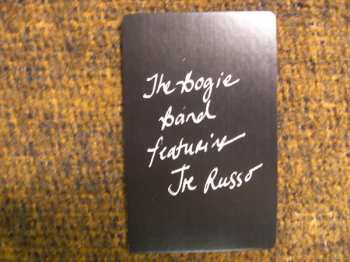 The Bogie
Band
featuring
Joe Russo